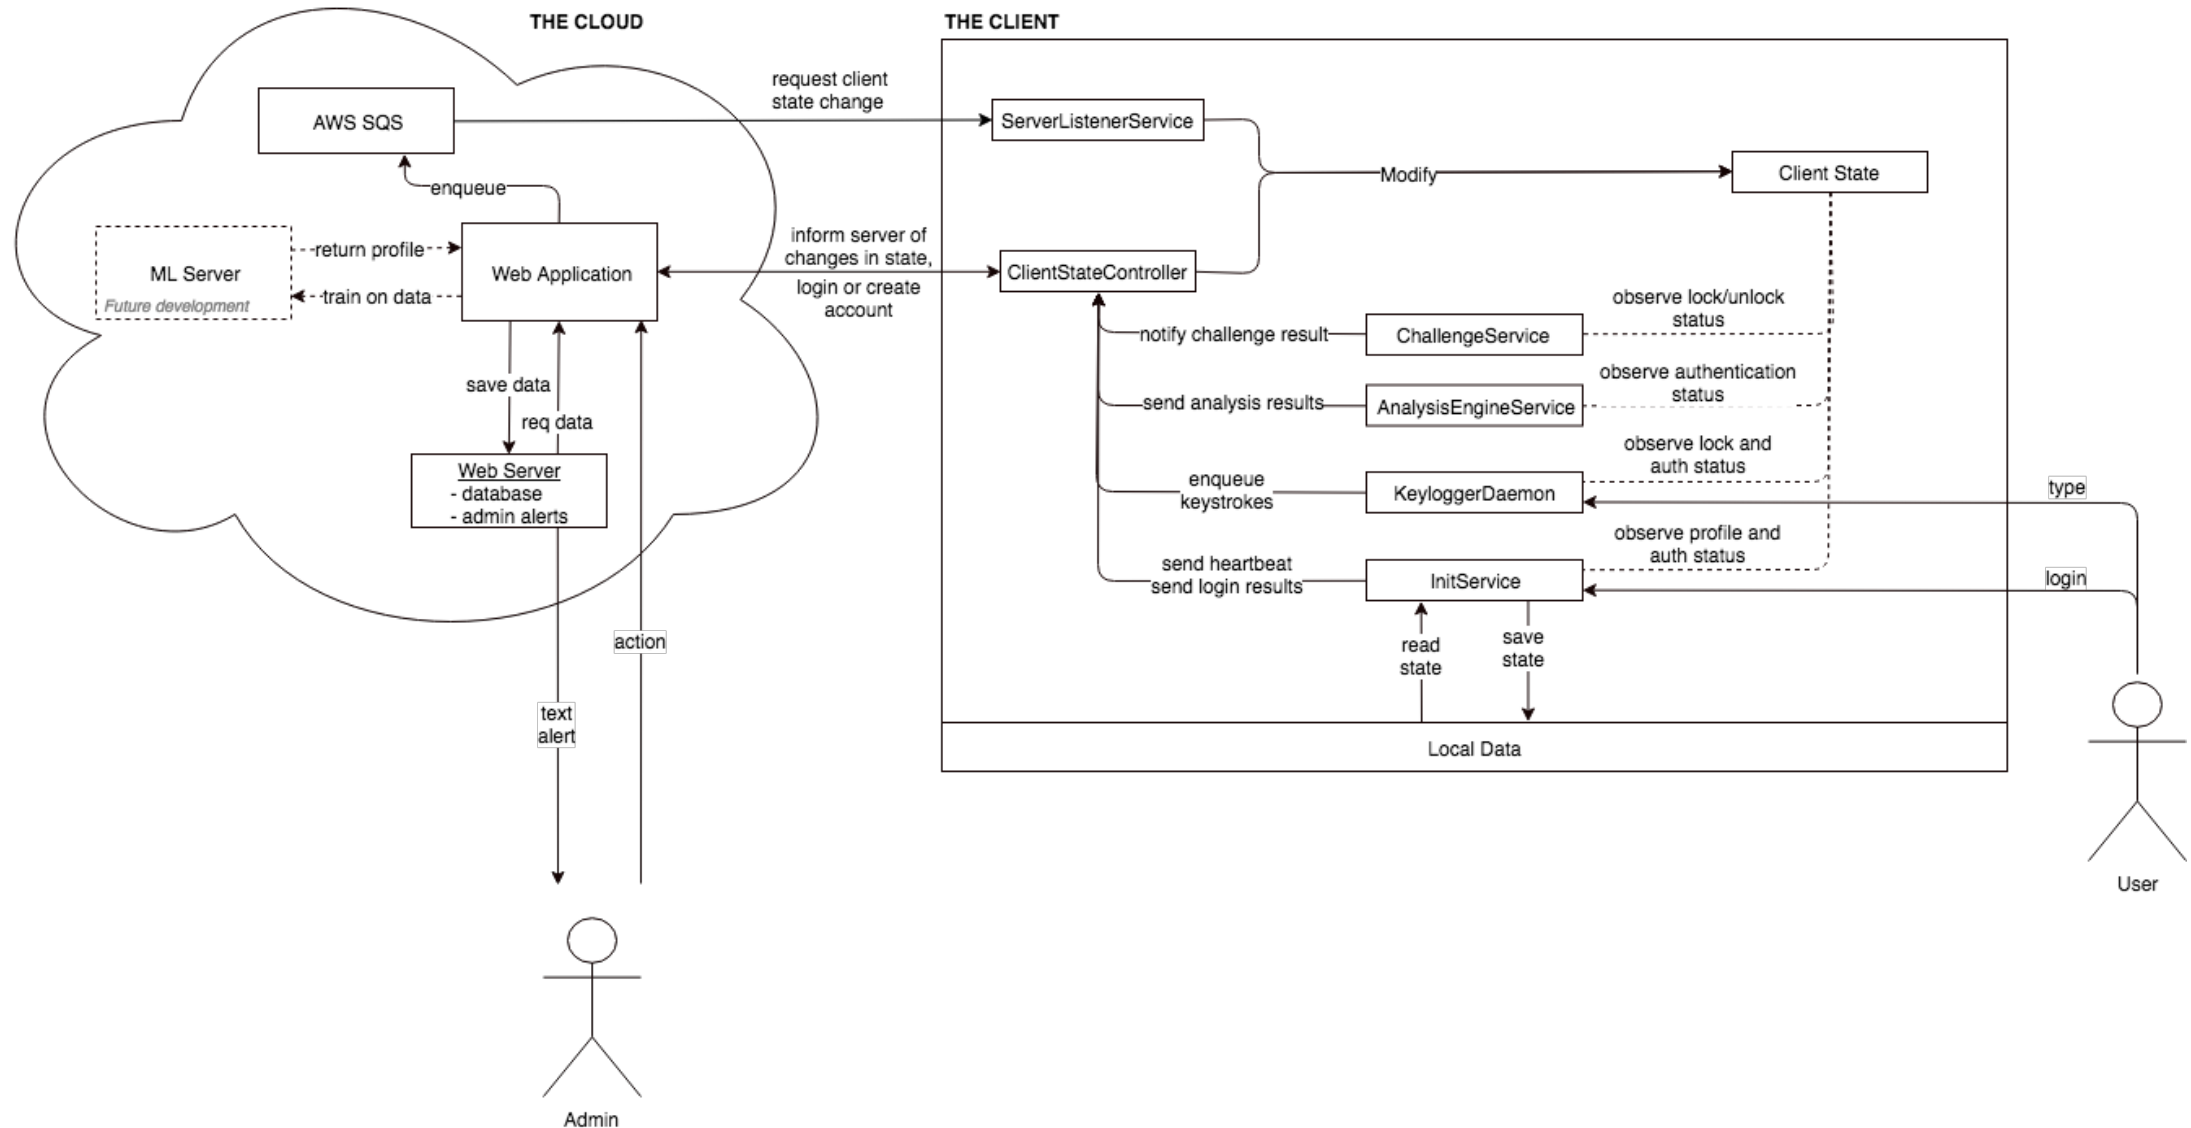 THE CLOUD
THE CLIENT
request client
state change
AWS SQS
ServerListenerService
enqueue
Modify
Client State
inform server of
changes in state,
login or create
account
return profile
ML Server
Future development
train on data
Web Application
ClientStateController
observe lock/unlock
status
notify challenge result
ChallengeService
observe authentication
status
send analysis results
AnalysisEngineService
save data
req data
observe lock and
auth status
Web Server
- database
- admin alerts
enqueue
keystrokes
KeyloggerDaemon
type
observe profile and
auth status
send heartbeat
send login results
InitService
login
action
read
state
save
state
text
alert
Local Data
User
Admin